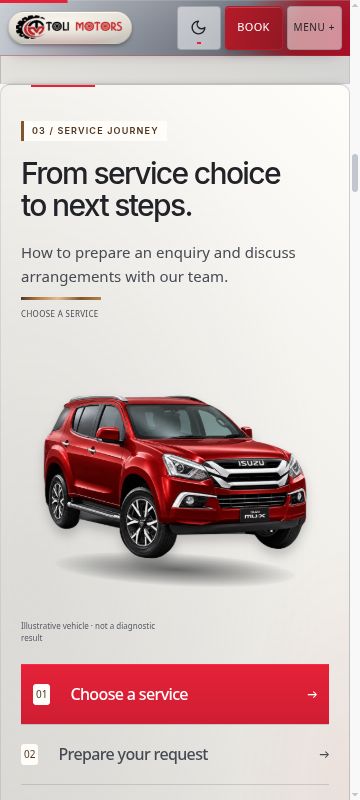 TOLI MOTORS
BOOK
MENU +
03 / SERVICE JOURNEY
From service choice
to next steps.
How to prepare an enquiry and discuss
arrangements with our team.
CHOOSE A SERVICE
ISUZU
mu-X
Illustrative vehicle · not a diagnostic
result
01 Choose a service →
02 Prepare your request →